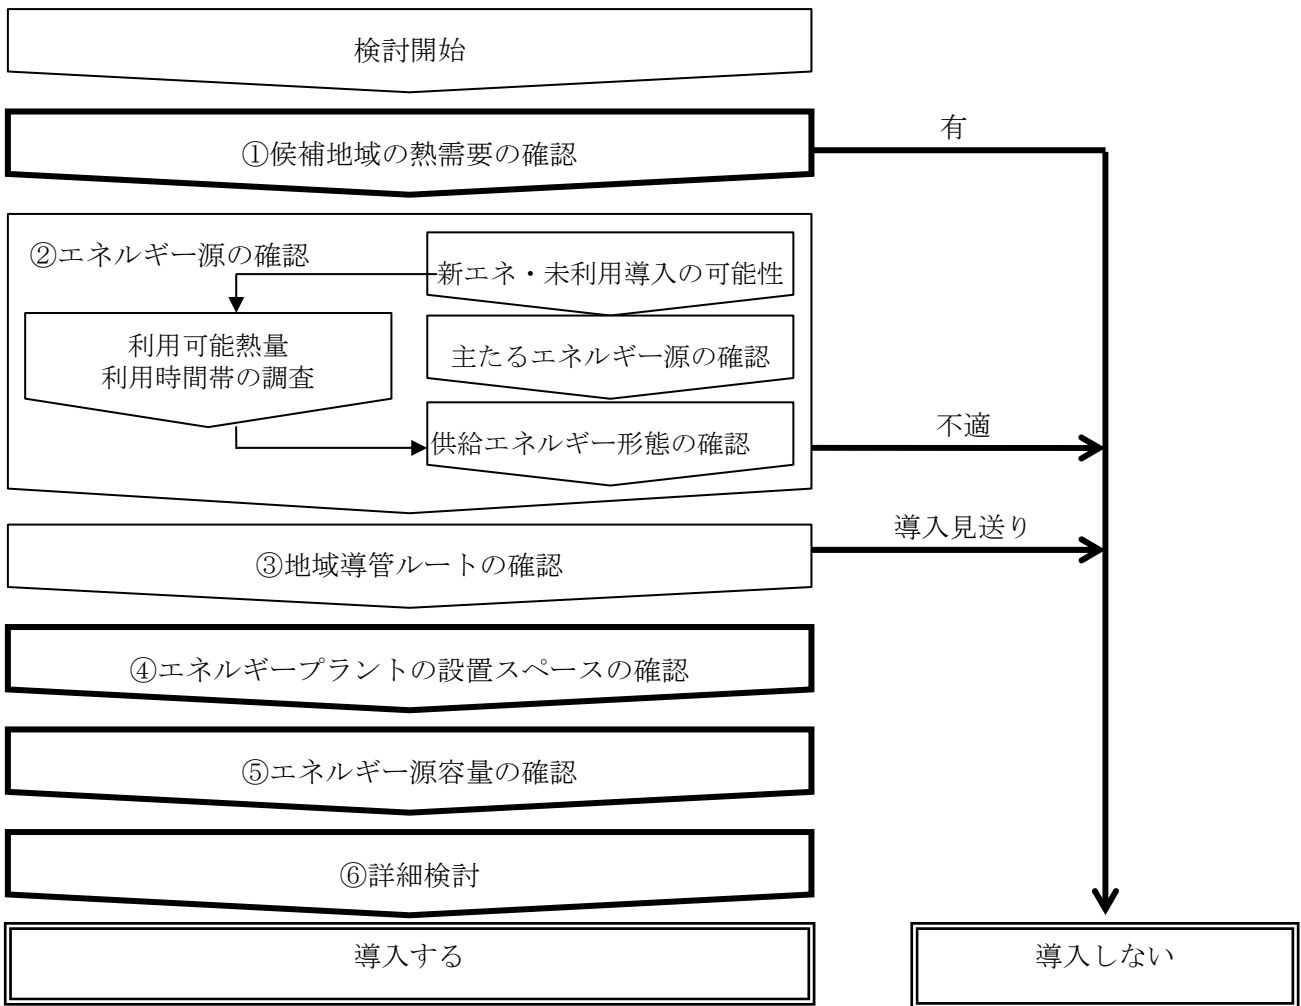 検討開始
有
①候補地域の熱需要の確認
②エネルギー源の確認
新エネ・未利用導入の可能性
利用可能熱量
利用時間帯の調査
主たるエネルギー源の確認
供給エネルギー形態の確認
不適
導入見送り
③地域導管ルートの確認
④エネルギープラントの設置スペースの確認
⑤エネルギー源容量の確認
⑥詳細検討
導入する
導入しない